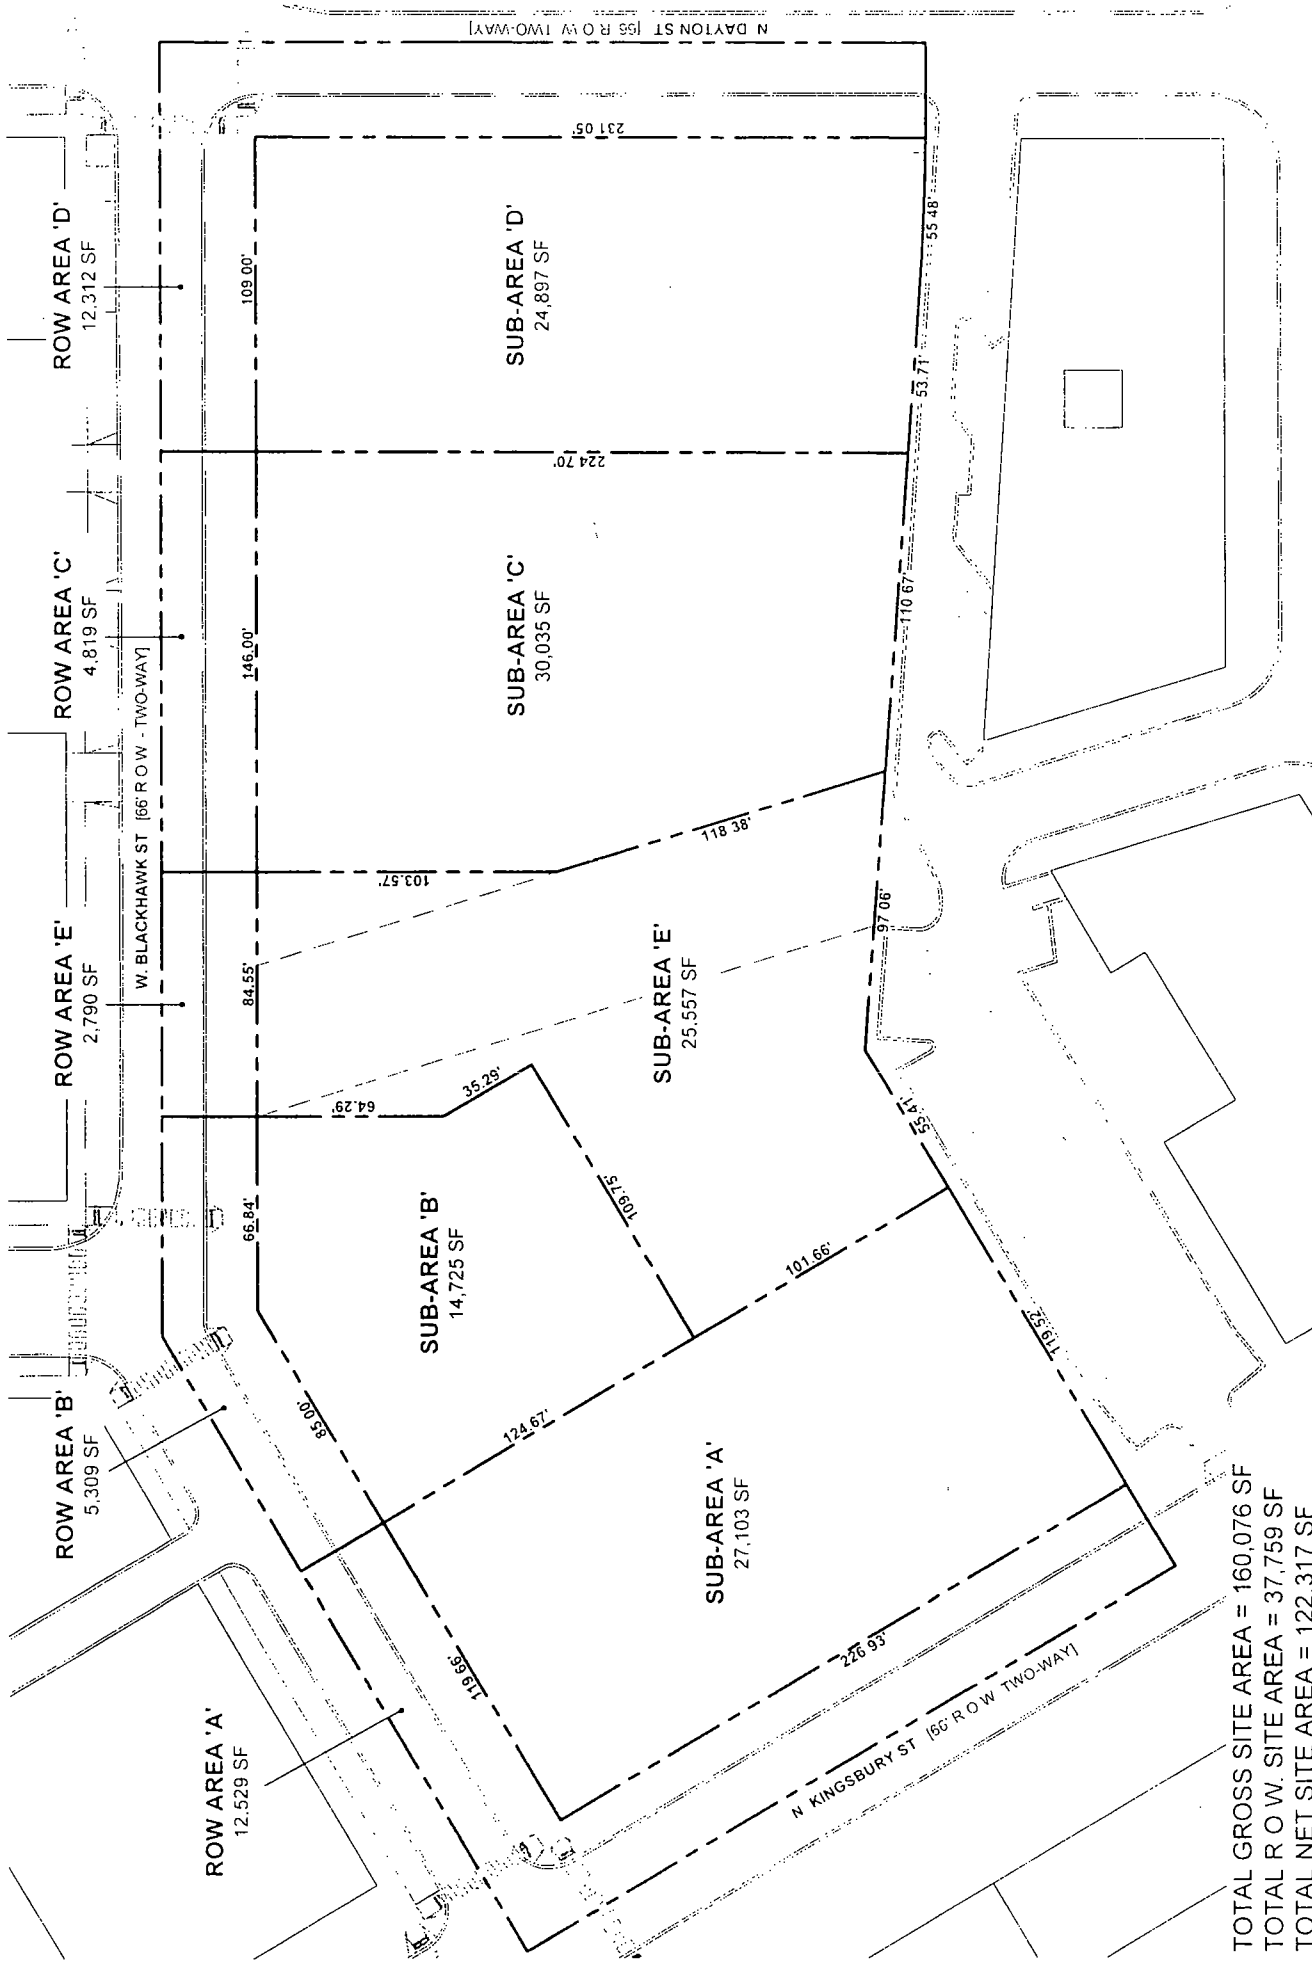 N DAYTON ST [66 R O W TWO-WAY]
ROW AREA 'D'
12,312 SF
109 00'
231 05'
SUB-AREA 'D'
24,897 SF
55 48'
53.71'
224 70'
ROW AREA 'C'
4,819 SF
W. BLACKHAWK ST [66' R O W - TWO-WAY]
146.00'
SUB-AREA 'C'
30,035 SF
110 67'
103.57'
118 38'
ROW AREA 'E'
2,790 SF
84.55'
SUB-AREA 'E'
25,557 SF
97 06'
64.29'
35.29'
109.75'
55.41'
ROW AREA 'B'
5,309 SF
66.84'
SUB-AREA 'B'
14,725 SF
85 00'
124.67'
101.66'
119.52'
ROW AREA 'A'
12,529 SF
119 66'
SUB-AREA 'A'
27,103 SF
226 93'
N KINGSBURY ST [66' R O W TWO-WAY]
TOTAL GROSS SITE AREA = 160,076 SF
TOTAL R O W. SITE AREA = 37,759 SF
TOTAL NET SITE AREA = 122,317 SF